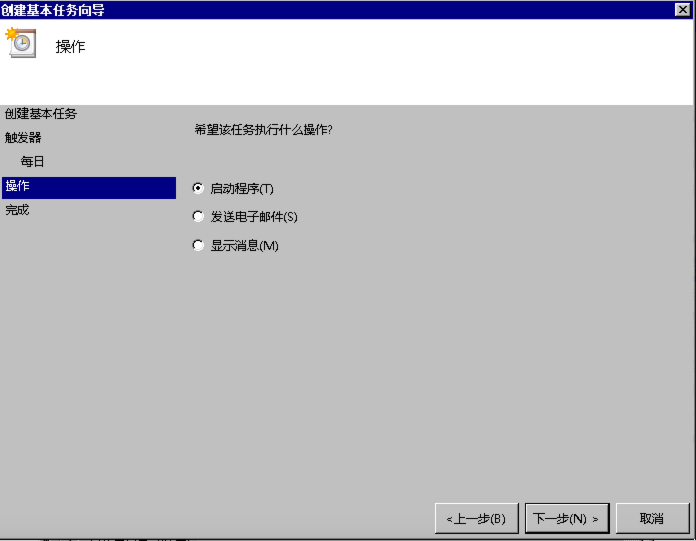 创建基本任务向导
操作
创建基本任务
触发器
每日
操作
完成
希望该任务执行什么操作?
启动程序(T)
发送电子邮件(S)
显示消息(M)
<上一步(B)
下一步(N) >
取消